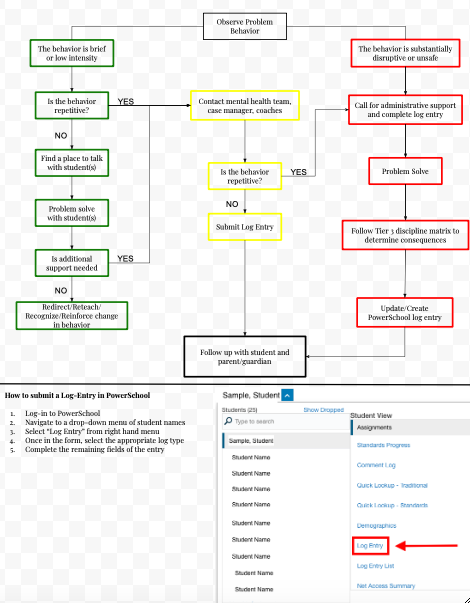 Observe Problem
Behavior
The behavior is brief
or low intensity
The behavior is substantially
disruptive or unsafe
Is the behavior
repetitive?
YES
Contact mental health team,
case manager, coaches
Call for administrative support
and complete log entry
NO
Find a place to talk
with student(s)
Is the behavior
repetitive?
YES
Problem Solve
NO
Problem solve
with student(s)
Submit Log Entry
Follow Tier 3 discipline matrix to
determine consequences
Is additional
support needed
YES
NO
Redirect/Reteach/
Recognize/Reinforce change
in behavior
Update/Create
PowerSchool log entry
Follow up with student and
parent/guardian
How to submit a Log-Entry in PowerSchool
1. Log-in to PowerSchool
2. Navigate to a drop-down menu of student names
3. Select "Log Entry" from right hand menu
4. Once in the form, select the appropriate log type
5. Complete the remaining fields of the entry
Sample, Student
Students (25)
Show Dropped
Type to search
Sample, Student
Student Name
Student Name
Student Name
Student Name
Student Name
Student Name
Student Name
Student Name
Student Name
Student View
Assignments
Standards Progress
Comment Log
Quick Lookup - Traditional
Quick Lookup - Standards
Demographics
Log Entry
Log Entry List
Net Access Summary